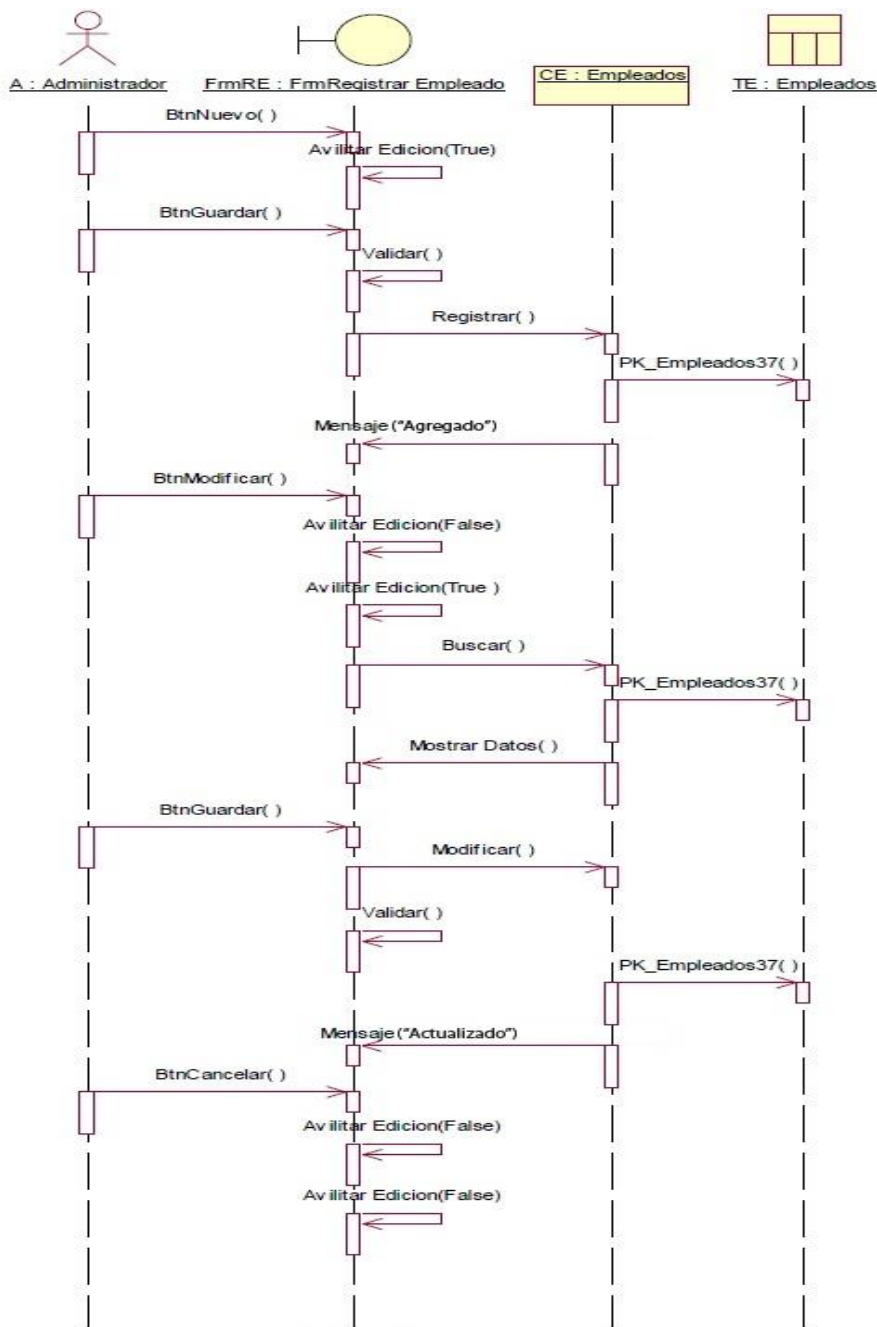 A : Administrador
FrmRE : FrmRegistrar Empleado
CE : Empleados
TE : Empleados
BtnNuevo( )
Avilitar Edicion(True)
BtnGuardar( )
Validar( )
Registrar( )
PK_Empleados37( )
Mensaje("Agregado")
BtnModificar( )
Avilitar Edicion(False)
Avilitar Edicion(True )
Buscar( )
PK_Empleados37( )
Mostrar Datos( )
BtnGuardar( )
Modificar( )
Validar( )
PK_Empleados37( )
Mensaje("Actualizado")
BtnCancelar( )
Avilitar Edicion(False)
Avilitar Edicion(False)